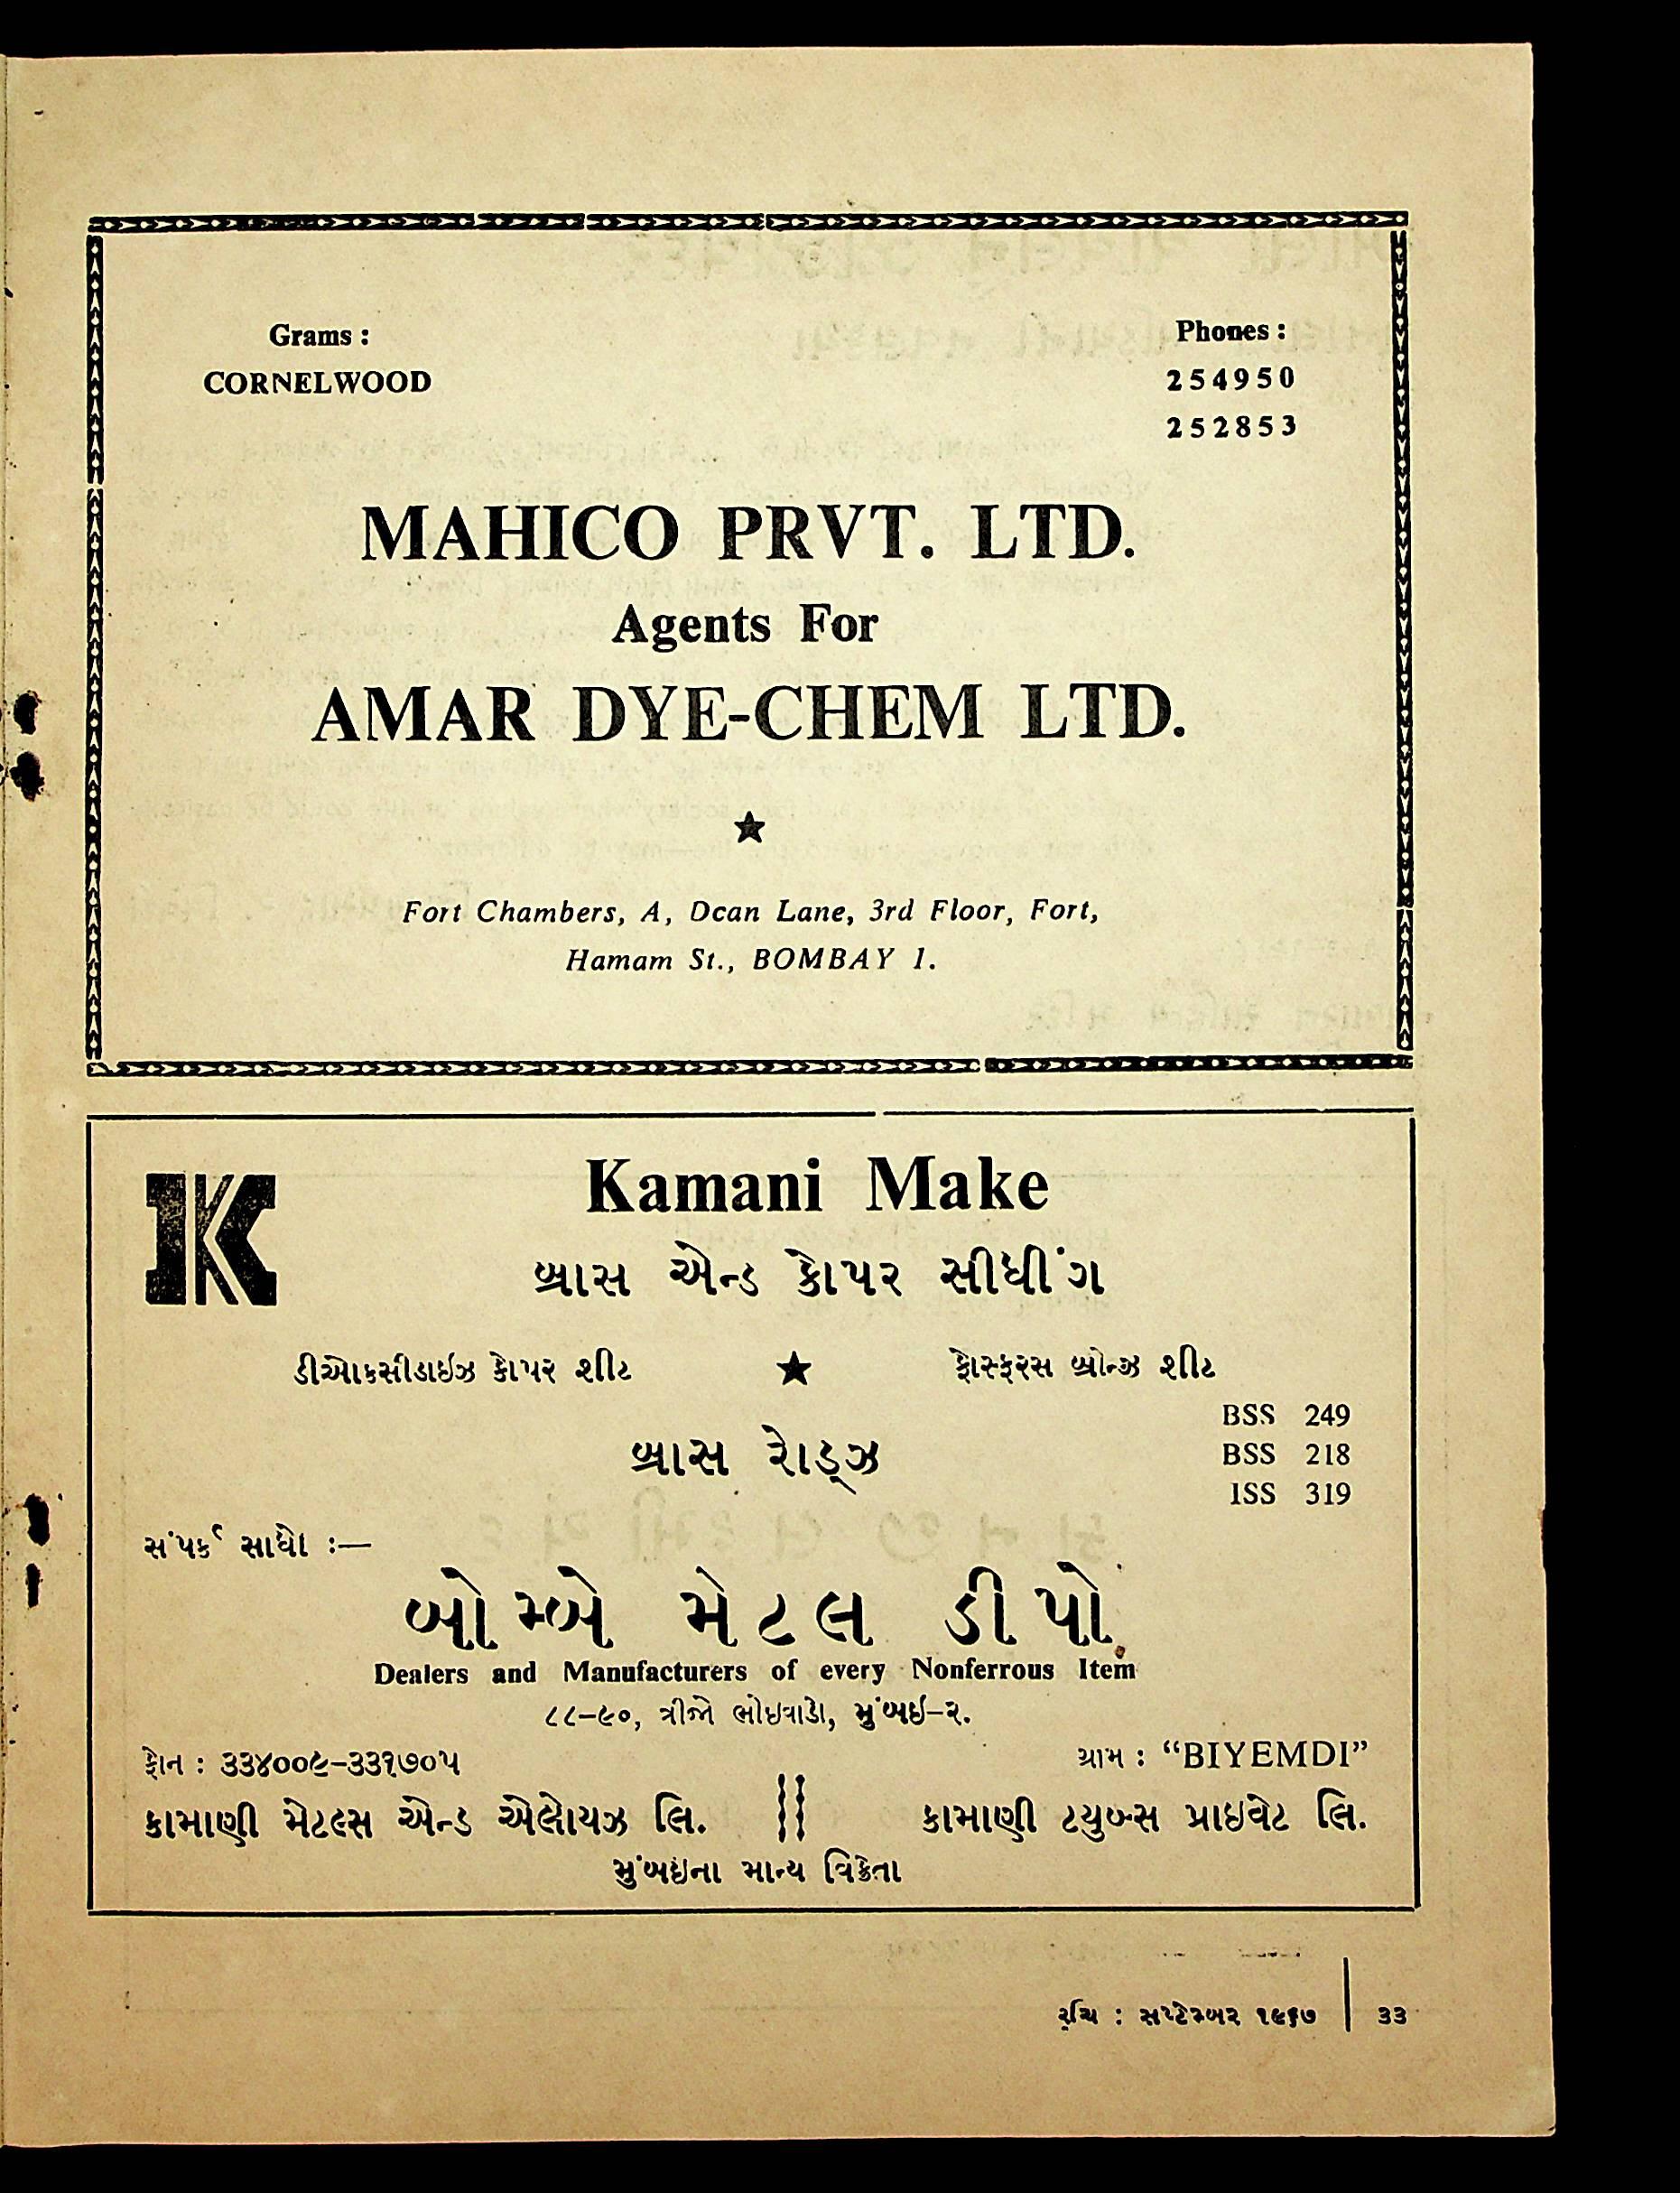 Grams :
CORNELWOOD
Phones :
254950
252853
MAHICO PRVT. LTD.
Agents For
AMAR DYE-CHEM LTD.
Fort Chambers, A, Dean Lane, 3rd Floor, Fort,
Hamam St., BOMBAY 1.
K
Kamani Make
બ્રાસ એન્ડ કોપર સીધીંગ
ડીઓકસીડાઇઝ કોપર શીટ ★ ફોસ્ફરસ બ્રોન્ઝ શીટ
BSS 249
બ્રાસ રોડ્ઝ
BSS 218
ISS 319
સંપર્ક સાધો :—
બોમ્બે મેટલ ડીપો
Dealers and Manufacturers of every Nonferrous Item
૮૮-૯૦, ત્રીજો ભોઇવાડો, મુંબઇ-૨.
ફોન : ૩૩૪૦૦૯-૩૩૧૭૦૫
ગ્રામ : “BIYEMDI”
કામાણી મેટલ્સ એન્ડ એલોયઝ લિ.
કામાણી ટયુબ્સ પ્રાઇવેટ લિ.
મુંબઇના માન્ય વિક્રેતા
રુચિ : સપ્ટેમ્બર ૧૯૬૭ | ૩૩